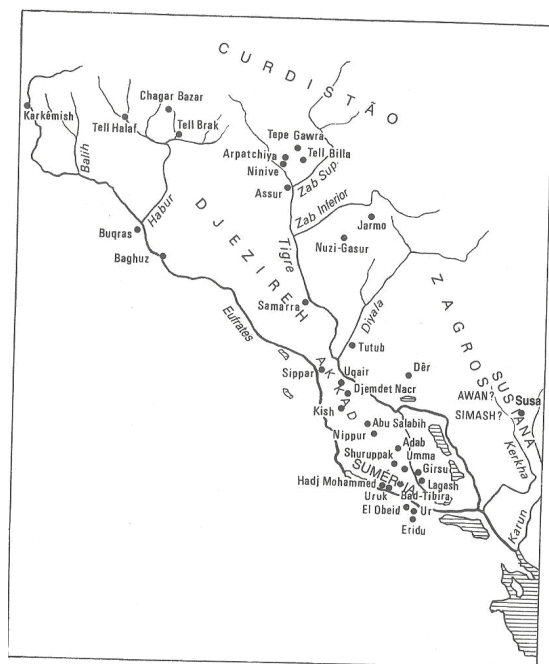 CURDISTÃO
Chagar Bazar
Karkémish
Tell Halaf
Tell Brak
Tepe Gawra
Arpatchiya
Tell Billa
Ninive
Balih
Zab Sup.
Assur
Habur
DJEZIREH
Zab Inferior
Jarmo
Buqras
Tigre
Nuzi-Gasur
Baghuz
ZAGROS
Samarra
Diyala
Eufrates
Tutub
AKKAD
Sippar
Uqair
Dêr
Djemdet Nacr
SUSIANA
AWAN?
Susa
Kish
SIMASH?
Abu Salabih
Nippur
Adab
Kerkha
Shuruppak
Umma
SUMÉRIA
Girsu
Hadj Mohammed
Lagash
Uruk
Bad-Tibira
El Obeid
Ur
Karun
Eridu